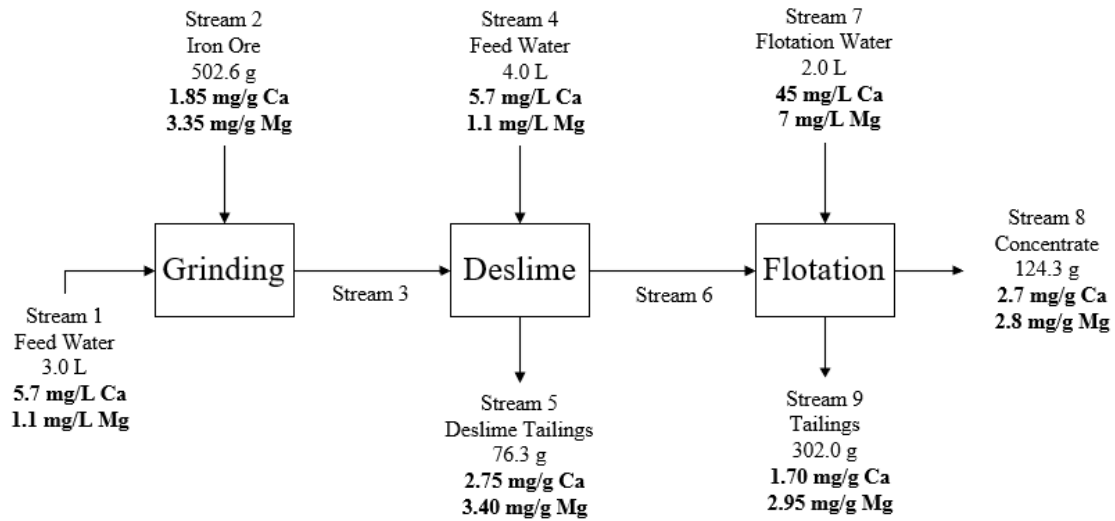 Stream 2
Iron Ore
502.6 g
1.85 mg/g Ca
3.35 mg/g Mg
Stream 4
Feed Water
4.0 L
5.7 mg/L Ca
1.1 mg/L Mg
Stream 7
Flotation Water
2.0 L
45 mg/L Ca
7 mg/L Mg
Grinding
Stream 3
Deslime
Stream 6
Flotation
Stream 8
Concentrate
124.3 g
2.7 mg/g Ca
2.8 mg/g Mg
Stream 1
Feed Water
3.0 L
5.7 mg/L Ca
1.1 mg/L Mg
Stream 5
Deslime Tailings
76.3 g
2.75 mg/g Ca
3.40 mg/g Mg
Stream 9
Tailings
302.0 g
1.70 mg/g Ca
2.95 mg/g Mg